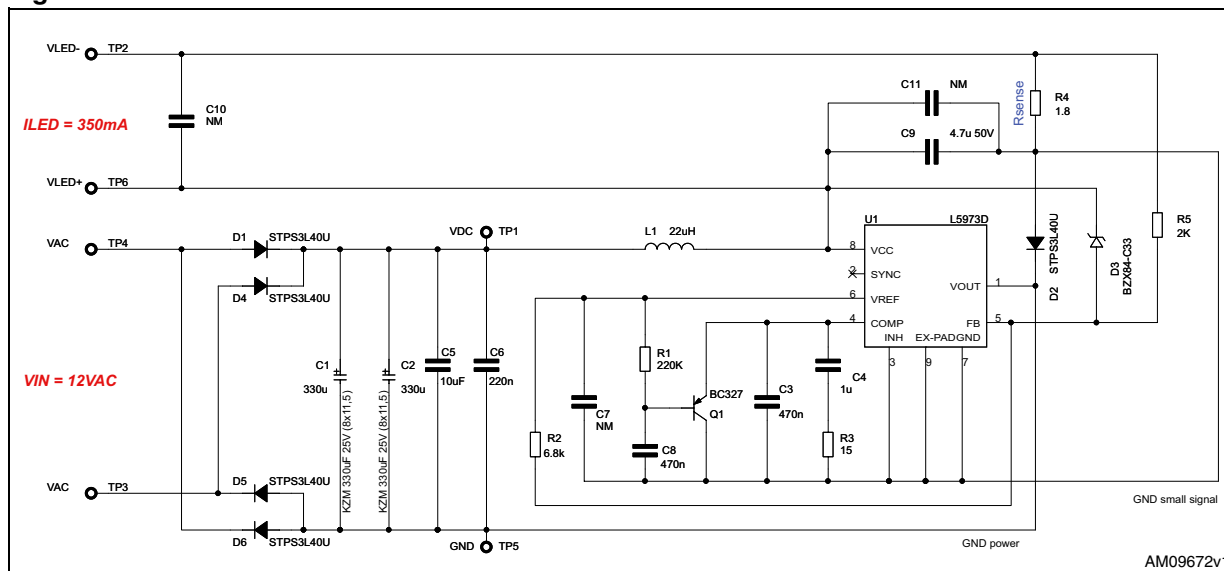 VLED- TP2
C10
NM
ILED = 350mA
VLED+ TP6
C11 NM
C9 4.7u 50V
Rsense
R4
1.8
R5
2K
VAC TP4
D1 STPS3L40U
D4 STPS3L40U
VDC TP1
L1 22uH
U1 L5973D
8 VCC
2 SYNC
6 VREF
4 COMP
VOUT 1
FB 5
INH EX-PAD GND
3 9 7
D2 STPS3L40U
D3
BZX84-C33
VIN = 12VAC
C1
330u
KZM 330uF 25V (8x11,5)
C2
330u
KZM 330uF 25V (8x11,5)
C5
10uF
C6
220n
R2
6.8k
C7
NM
R1
220K
C8
470n
BC327
Q1
C3
470n
C4
1u
R3
15
VAC TP3
D5 STPS3L40U
D6 STPS3L40U
GND TP5
GND small signal
GND power
AM09672v1